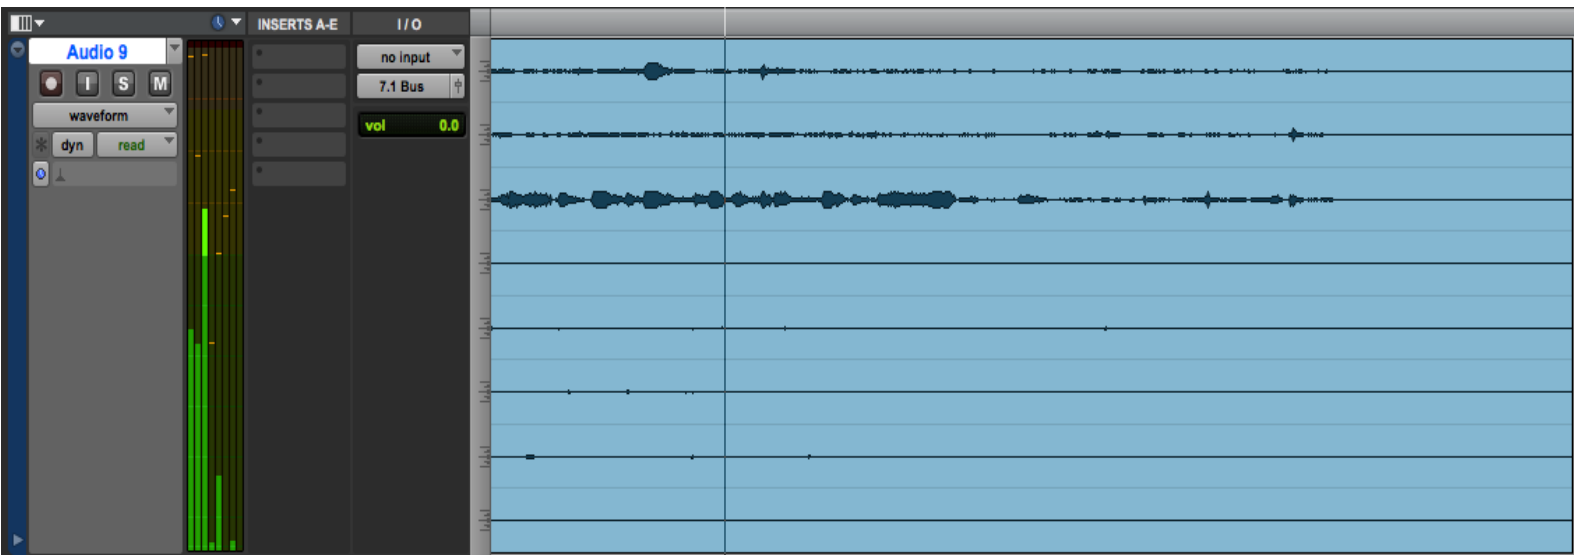 INSERTS A-E
I / O
Audio 9
no input
I S M
7.1 Bus
waveform
vol 0.0
dyn read